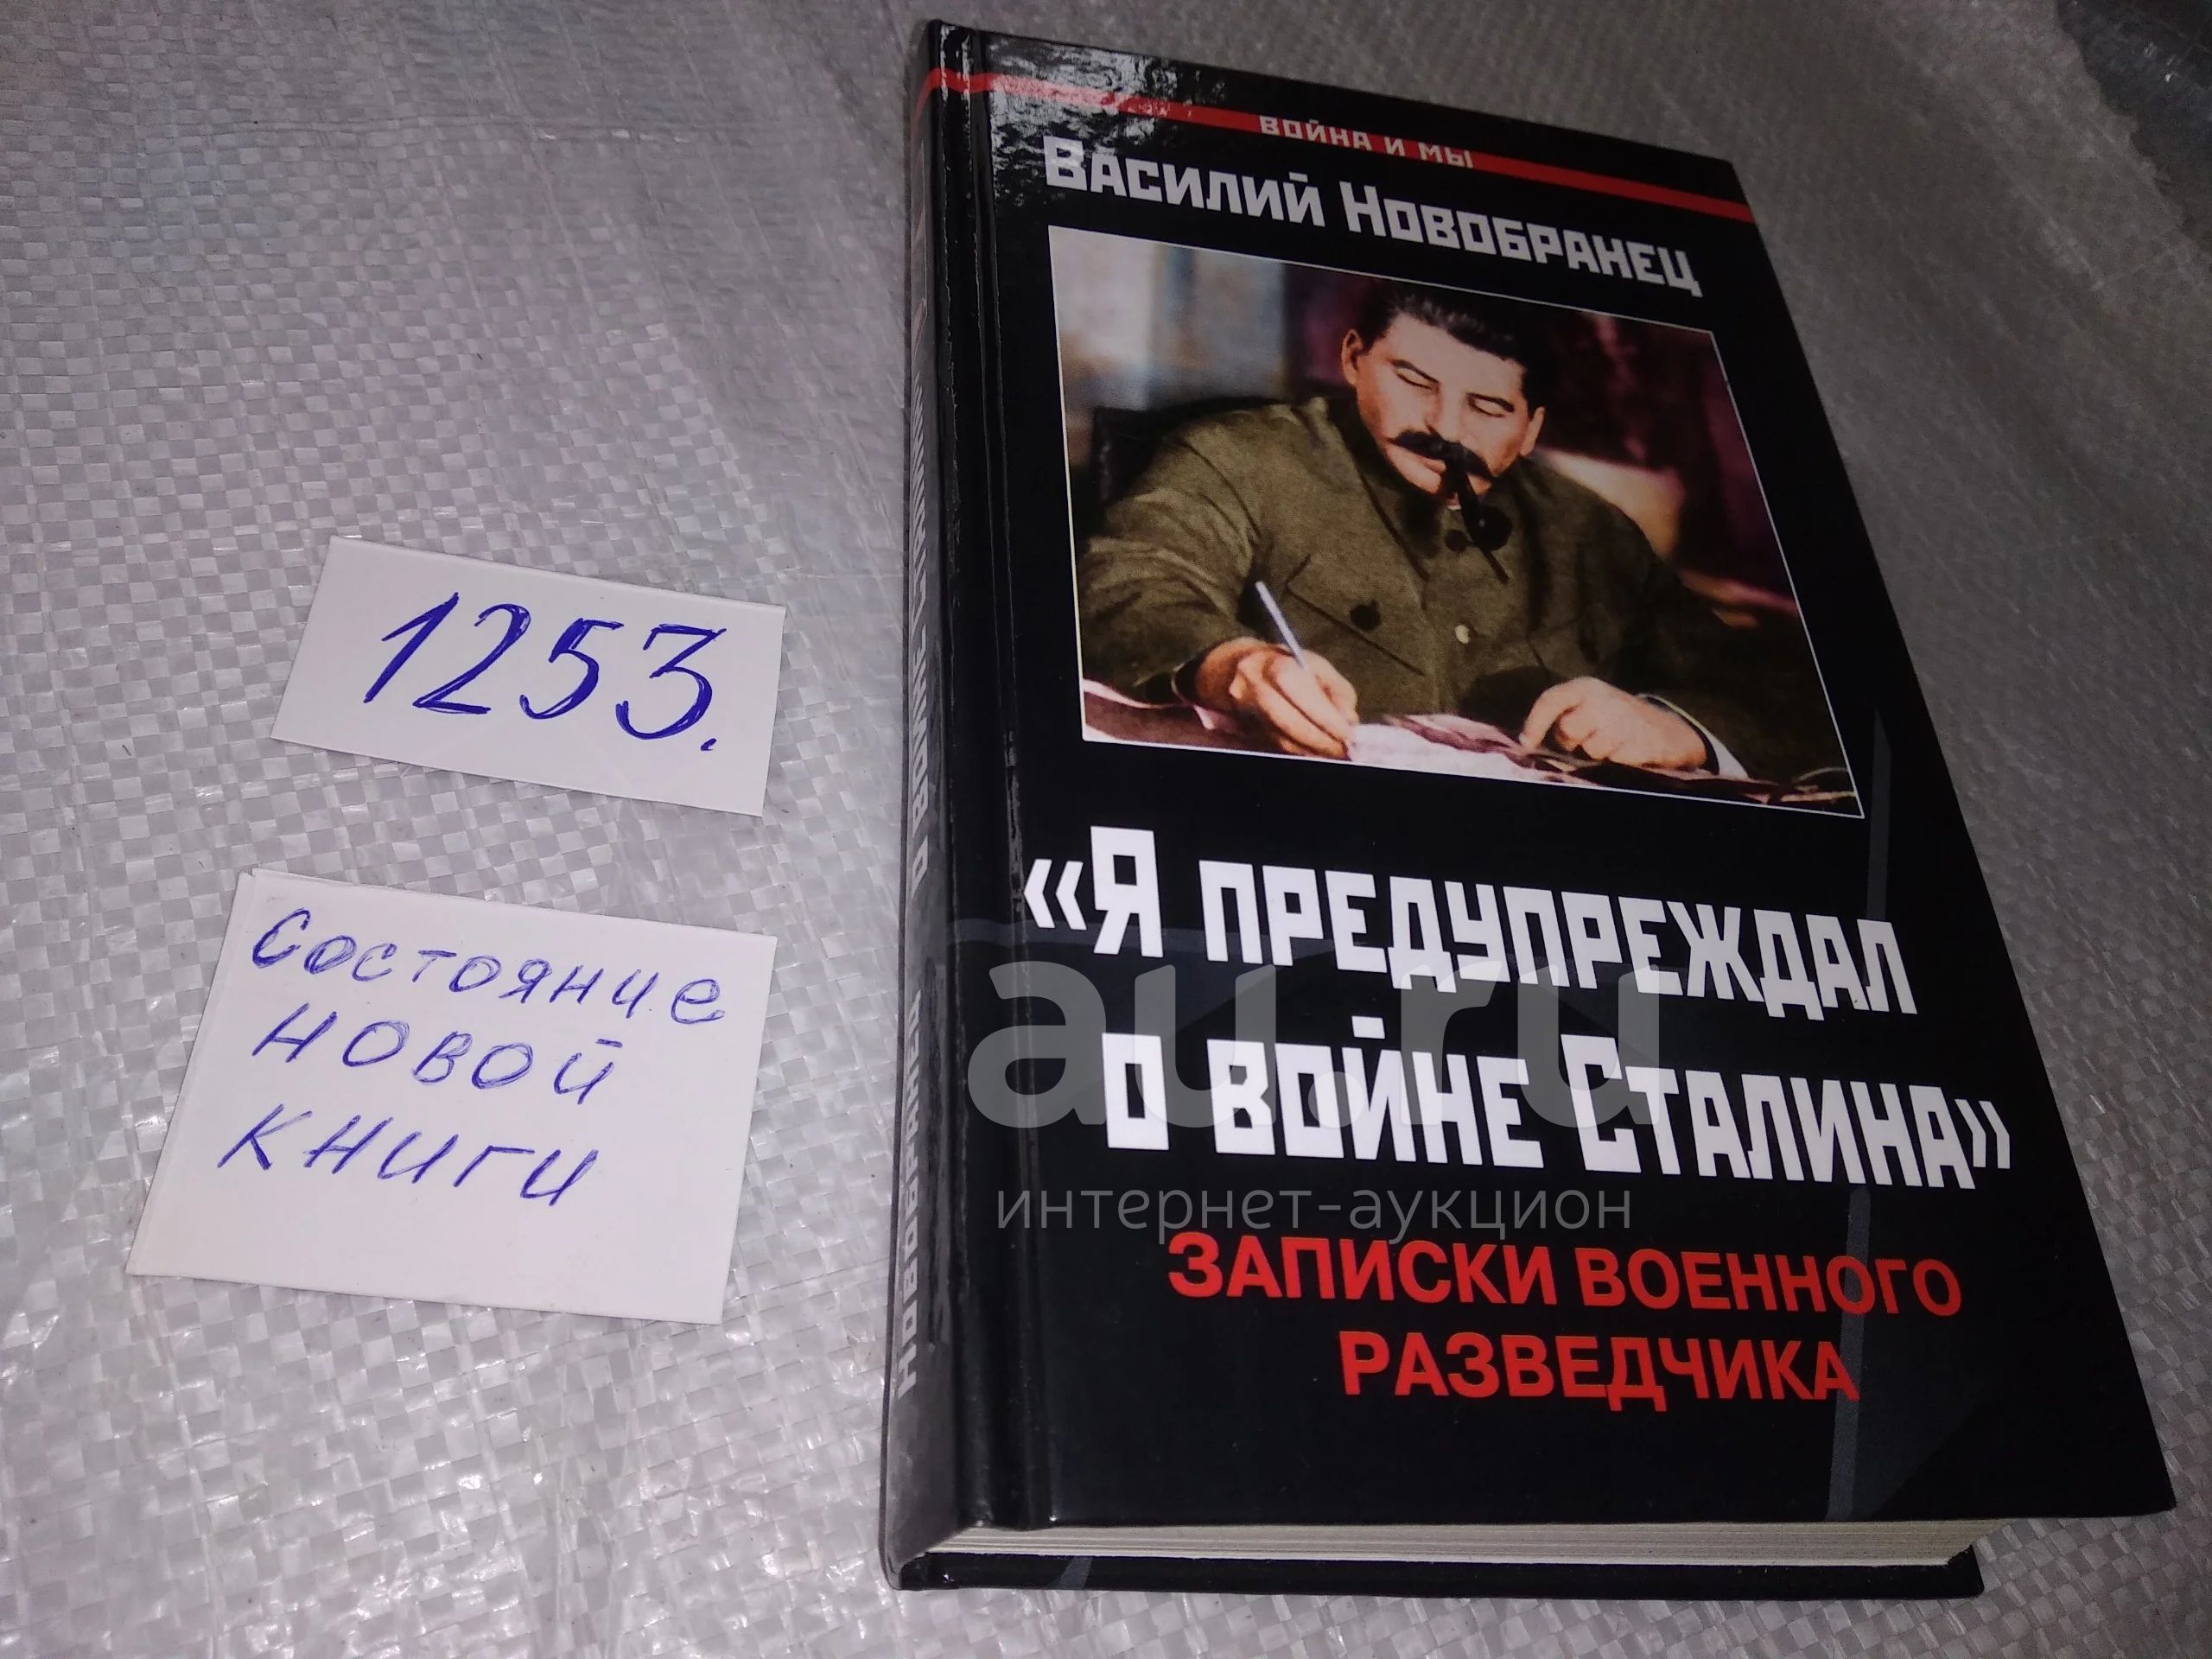 ВОЙНА И МЫ
ВАСИЛИЙ НОВОБРАНЕЦ
«Я ПРЕДУПРЕЖДАЛ
О ВОЙНЕ СТАЛИНА»
ЗАПИСКИ ВОЕННОГО
РАЗВЕДЧИКА
1253.
Состояние
новой
книги
au.ru
интернет-аукцион